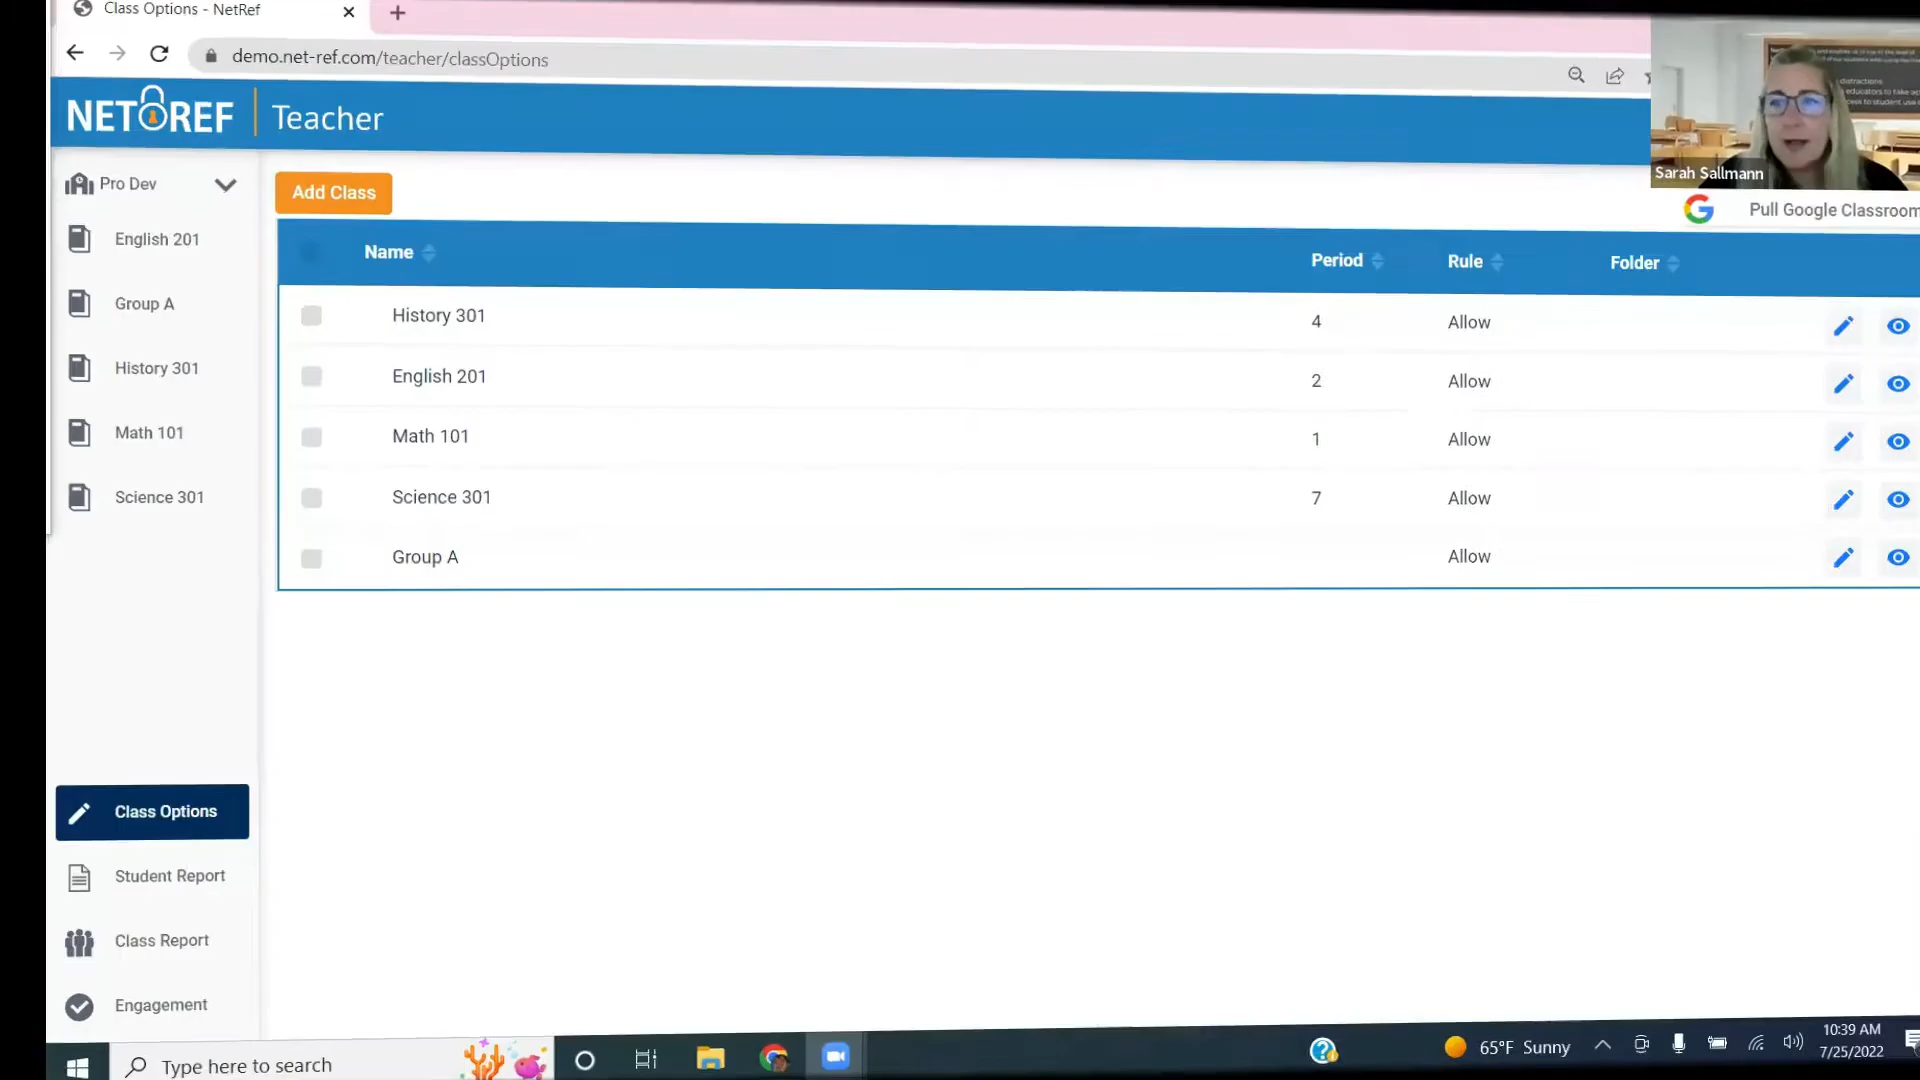 Class Options - NetRef
demo.net-ref.com/teacher/classOptions
NETREF
Teacher
Sarah Sallmann
Pro Dev
Add Class
Pull Google Classroom
English 201
Group A
History 301
Math 101
Science 301
Name Period Rule Folder
History 301 4 Allow
English 201 2 Allow
Math 101 1 Allow
Science 301 7 Allow
Group A Allow
Class Options
Student Report
Class Report
Engagement
Type here to search
65°F Sunny
10:39 AM
7/25/2022